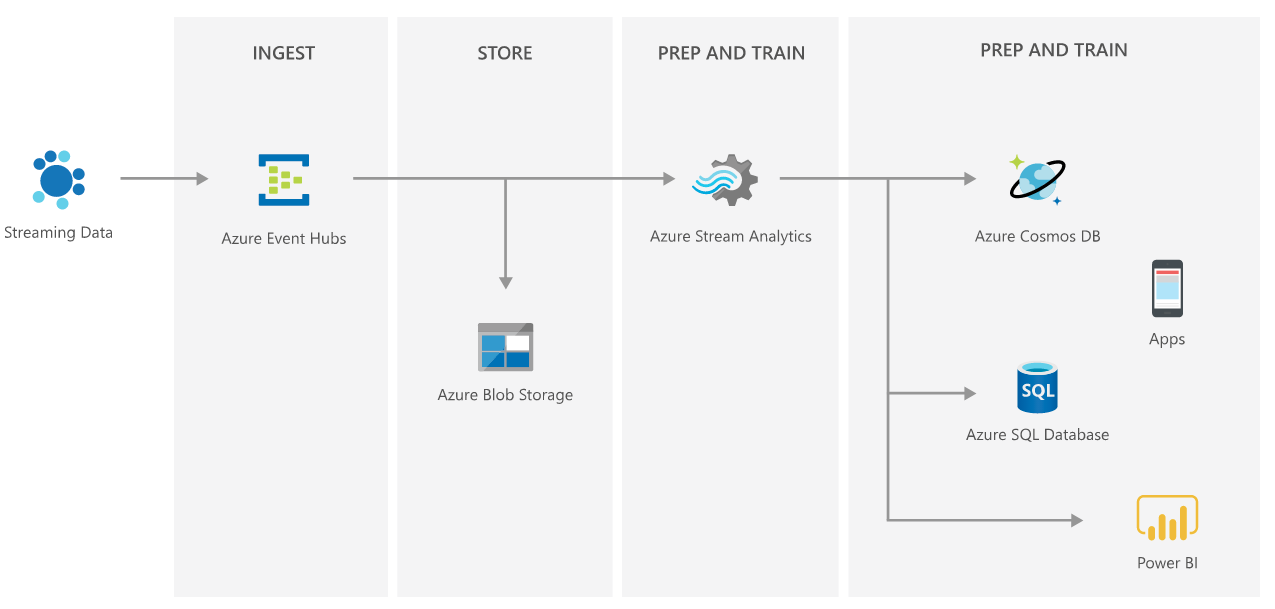 INGEST
STORE
PREP AND TRAIN
PREP AND TRAIN
Streaming Data
Azure Event Hubs
Azure Stream Analytics
Azure Cosmos DB
Apps
Azure Blob Storage
SQL
Azure SQL Database
Power BI